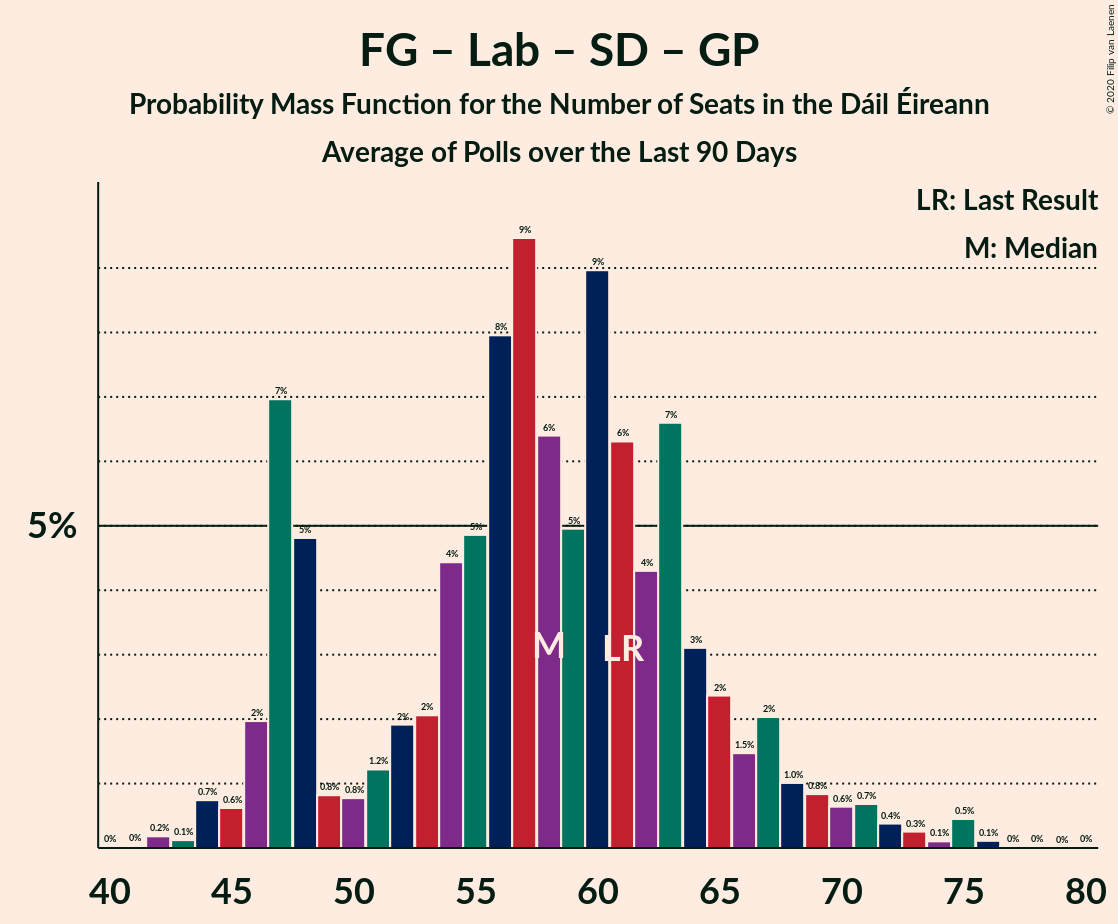 FG – Lab – SD – GP
Probability Mass Function for the Number of Seats in the Dáil Éireann
Average of Polls over the Last 90 Days
© 2020 Filip van Laenen
LR: Last Result
M: Median
5%
0% 0% 0.2% 0.1% 0.7% 0.6% 2% 7% 5% 0.8% 0.8% 1.2% 2% 2% 4% 5% 8% 9% 6% 5% 9% 6% 4% 7% 3% 2% 1.5% 2% 1.0% 0.8% 0.6% 0.7% 0.4% 0.3% 0.1% 0.5% 0.1% 0% 0% 0% 0%
M LR
40 45 50 55 60 65 70 75 80